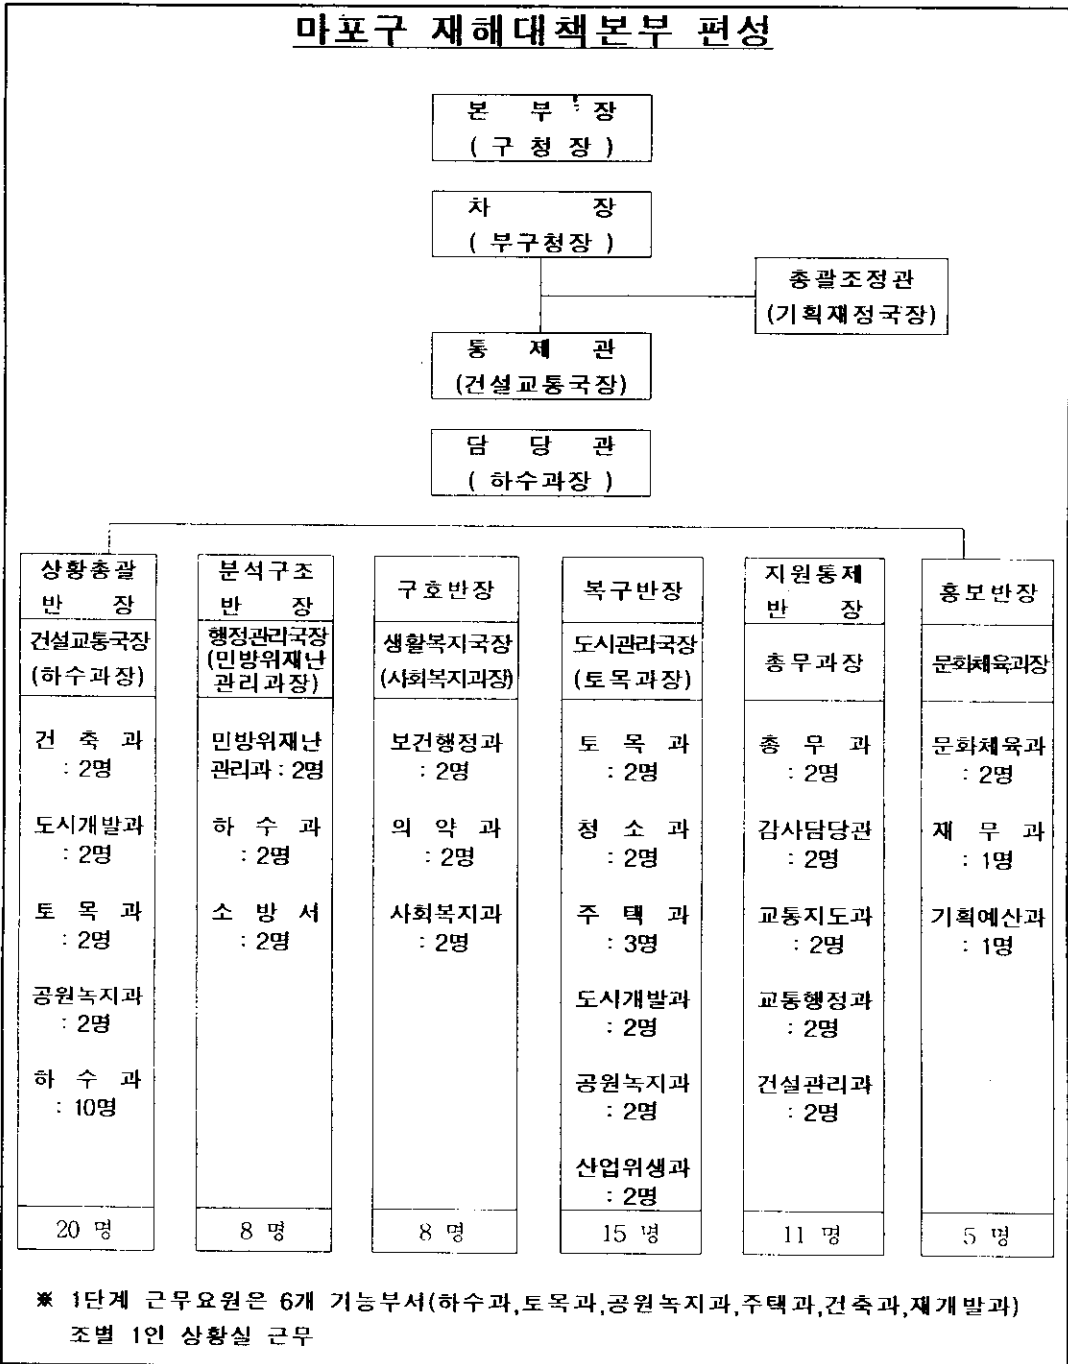 마포구 재해대책본부 편성
본 부 장
( 구 청 장 )
차 장
( 부구청장 )
총괄조정관
(기획재정국장)
통 제 관
(건설교통국장)
담 당 관
( 하수과장 )
상황총괄
반 장
건설교통국장
(하수과장)
건 축 과
: 2명
도시개발과
: 2명
토 목 과
: 2명
공원녹지과
: 2명
하 수 과
: 10명
20 명
분석구조
반 장
행정관리국장
(민방위재난
관리과장)
민방위재난
관리과 : 2명
하 수 과
: 2명
소 방 서
: 2명
8 명
구호반장
생활복지국장
(사회복지과장)
보건행정과
: 2명
의 약 과
: 2명
사회복지과
: 2명
8 명
복구반장
도시관리국장
(토목과장)
토 목 과
: 2명
청 소 과
: 2명
주 택 과
: 3명
도시개발과
: 2명
공원녹지과
: 2명
산업위생과
: 2명
15 명
지원통제
반 장
총무과장
총 무 과
: 2명
감사담당관
: 2명
교통지도과
: 2명
교통행정과
: 2명
건설관리과
: 2명
11 명
홍보반장
문화체육과장
문화체육과
: 2명
재 무 과
: 1명
기획예산과
: 1명
5 명
※ 1단계 근무요원은 6개 기능부서(하수과,토목과,공원녹지과,주택과,건축과,재개발과)
조별 1인 상황실 근무